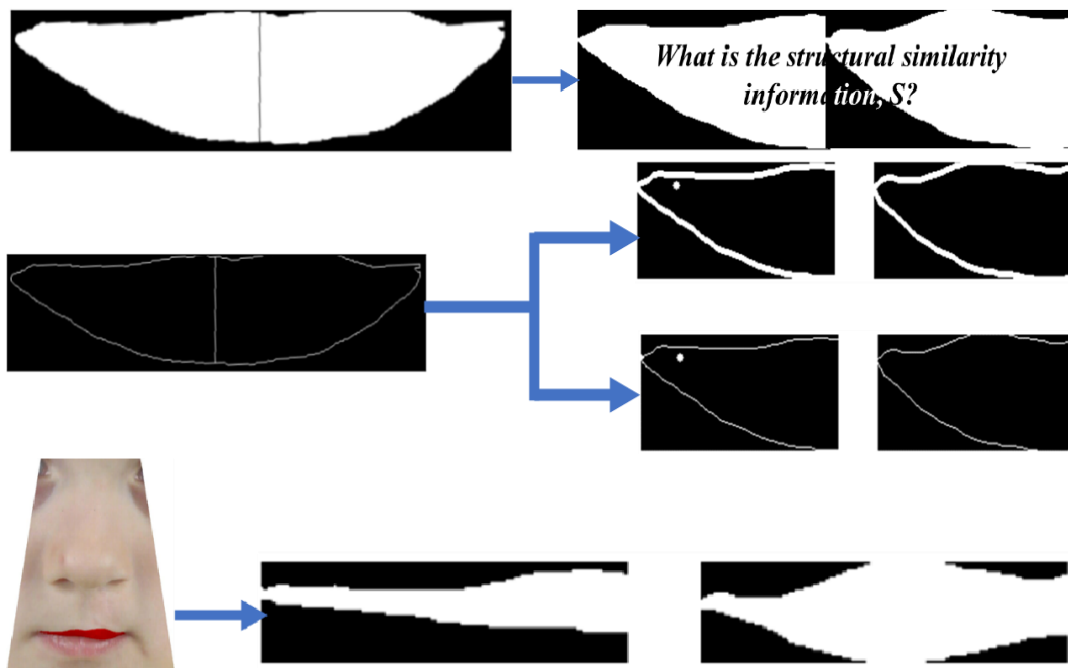 What is the structural similarity
information, S?